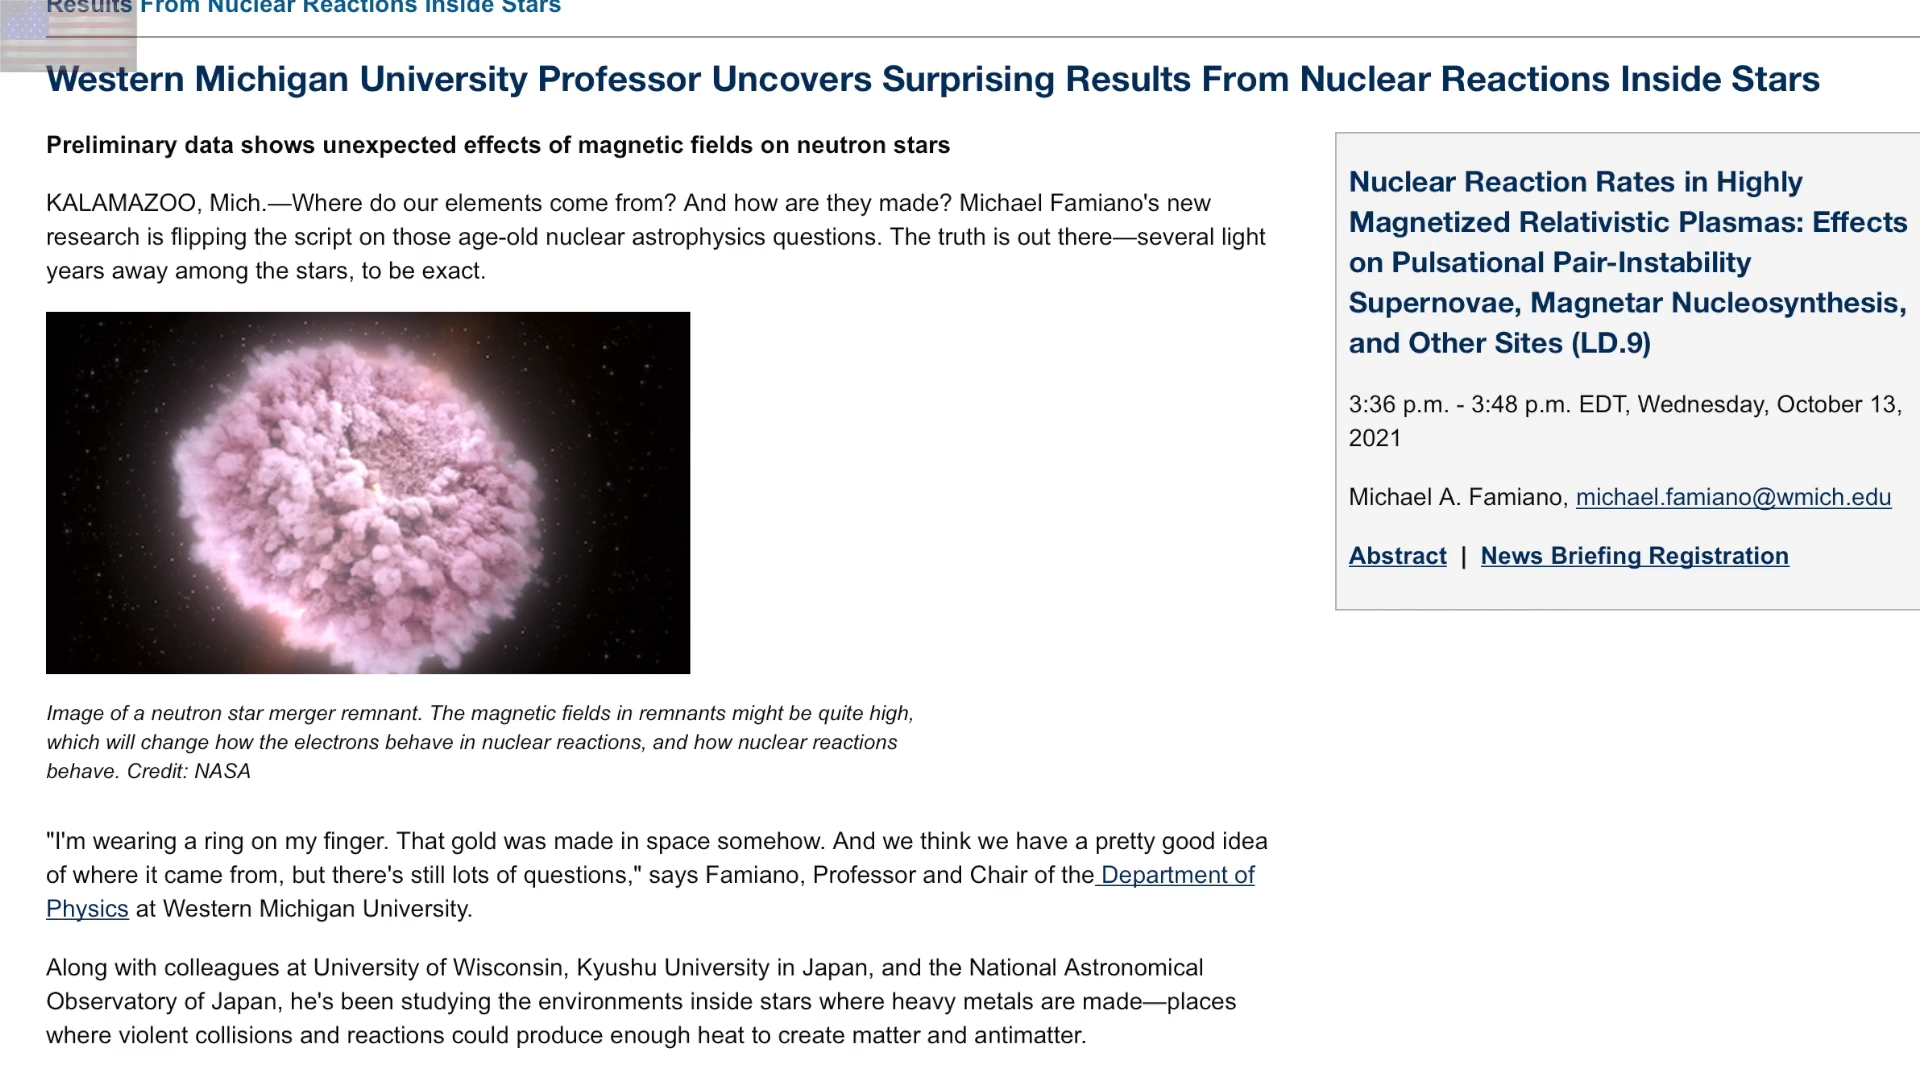 Results From Nuclear Reactions Inside Stars
Western Michigan University Professor Uncovers Surprising Results From Nuclear Reactions Inside Stars
Preliminary data shows unexpected effects of magnetic fields on neutron stars
KALAMAZOO, Mich.—Where do our elements come from? And how are they made? Michael Famiano's new
research is flipping the script on those age-old nuclear astrophysics questions. The truth is out there—several light
years away among the stars, to be exact.
Image of a neutron star merger remnant. The magnetic fields in remnants might be quite high,
which will change how the electrons behave in nuclear reactions, and how nuclear reactions
behave. Credit: NASA
"I'm wearing a ring on my finger. That gold was made in space somehow. And we think we have a pretty good idea
of where it came from, but there's still lots of questions," says Famiano, Professor and Chair of the Department of
Physics at Western Michigan University.
Along with colleagues at University of Wisconsin, Kyushu University in Japan, and the National Astronomical
Observatory of Japan, he's been studying the environments inside stars where heavy metals are made—places
where violent collisions and reactions could produce enough heat to create matter and antimatter.
Nuclear Reaction Rates in Highly
Magnetized Relativistic Plasmas: Effects
on Pulsational Pair-Instability
Supernovae, Magnetar Nucleosynthesis,
and Other Sites (LD.9)
3:36 p.m. - 3:48 p.m. EDT, Wednesday, October 13,
2021
Michael A. Famiano, michael.famiano@wmich.edu
Abstract | News Briefing Registration